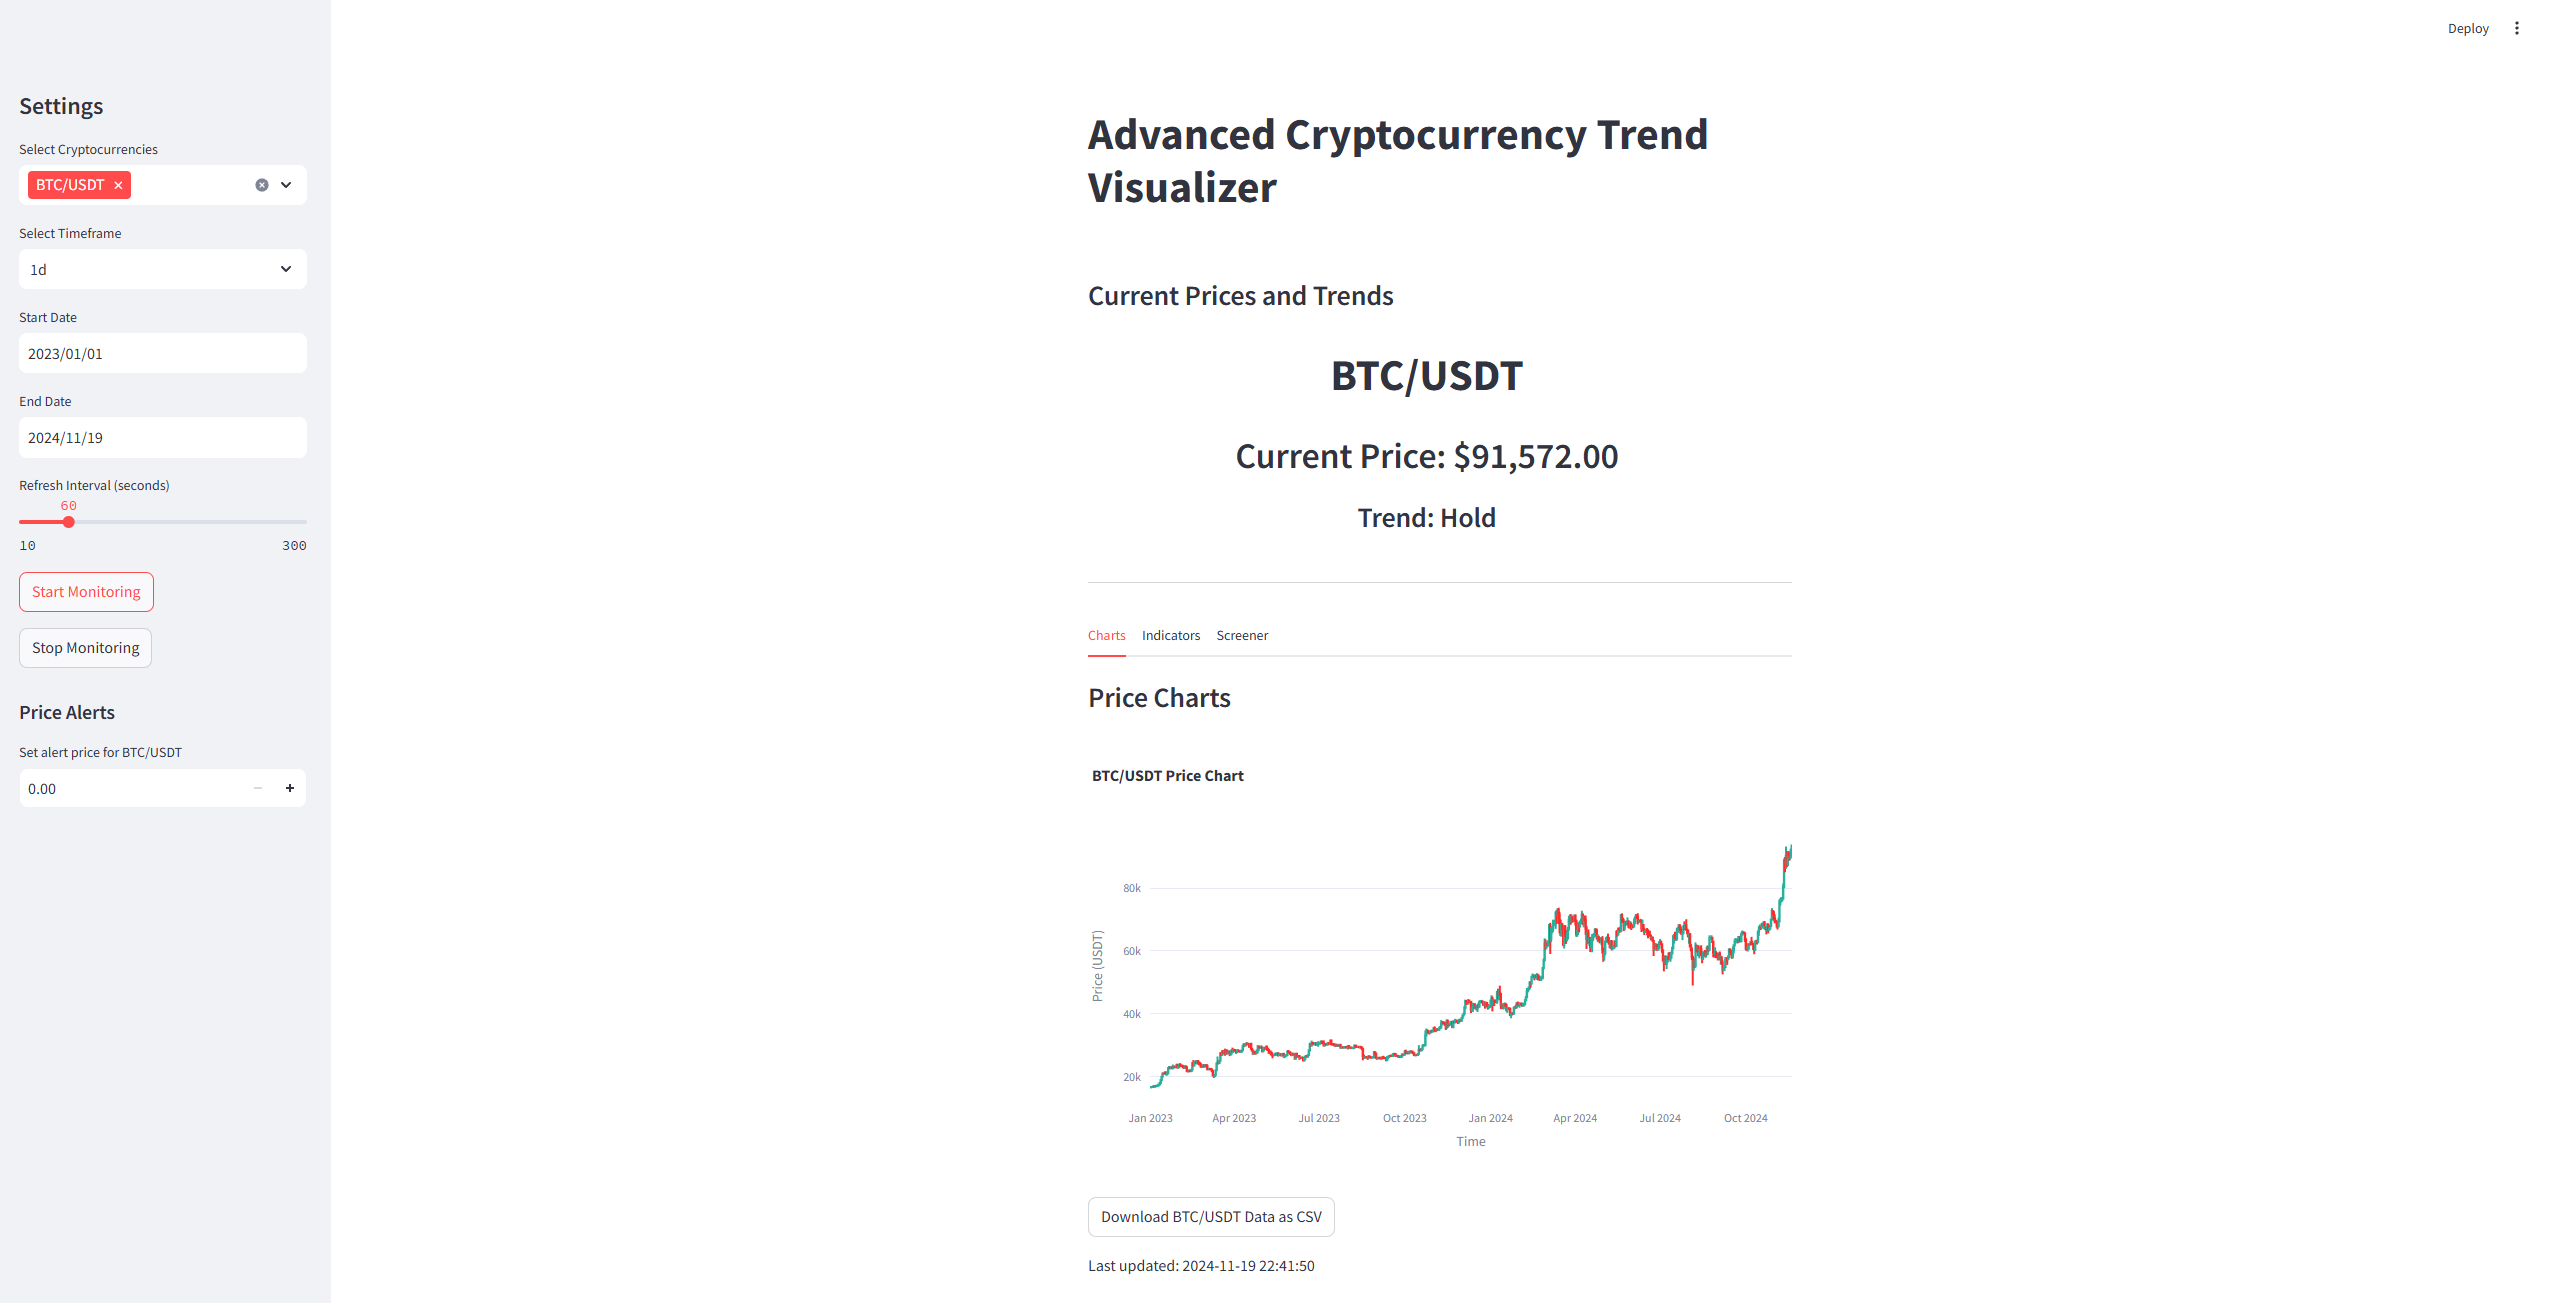 Deploy
Settings
Select Cryptocurrencies
BTC/USDT
Select Timeframe
1d
Start Date
2023/01/01
End Date
2024/11/19
Refresh Interval (seconds)
60
10 300
Start Monitoring
Stop Monitoring
Price Alerts
Set alert price for BTC/USDT
0.00
Advanced Cryptocurrency Trend
Visualizer
Current Prices and Trends
BTC/USDT
Current Price: $91,572.00
Trend: Hold
Charts Indicators Screener
Price Charts
BTC/USDT Price Chart
80k
60k
40k
20k
Price (USDT)
Jan 2023 Apr 2023 Jul 2023 Oct 2023 Jan 2024 Apr 2024 Jul 2024 Oct 2024
Time
Download BTC/USDT Data as CSV
Last updated: 2024-11-19 22:41:50